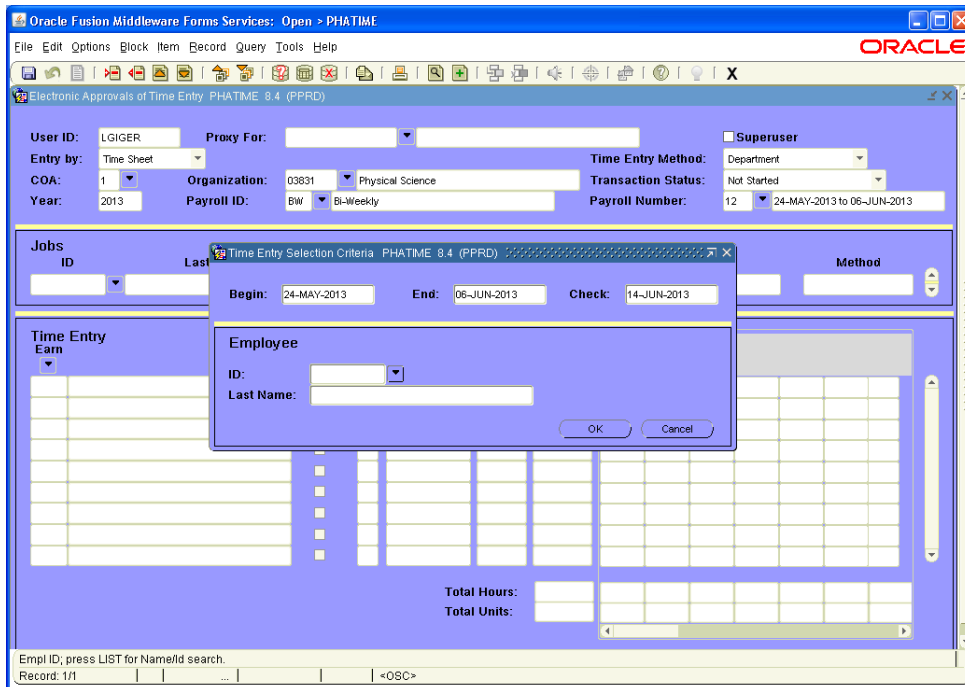 Oracle Fusion Middleware Forms Services: Open > PHATIME
File Edit Options Block Item Record Query Tools Help
ORACLE
X
Electronic Approvals of Time Entry PHATIME 8.4 (PPRD)
User ID: LGIGER Proxy For: Superuser
Entry by: Time Sheet Time Entry Method: Department
COA: 1 Organization: 03831 Physical Science Transaction Status: Not Started
Year: 2013 Payroll ID: BW Bi-Weekly Payroll Number: 12 24-MAY-2013 to 06-JUN-2013
Jobs
ID Last Method
Time Entry Selection Criteria PHATIME 8.4 (PPRD)
Begin: 24-MAY-2013 End: 06-JUN-2013 Check: 14-JUN-2013
Employee
ID:
Last Name:
OK Cancel
Time Entry
Earn
Total Hours:
Total Units:
Empl ID; press LIST for Name/Id search.
Record: 1/1 ... <OSC>